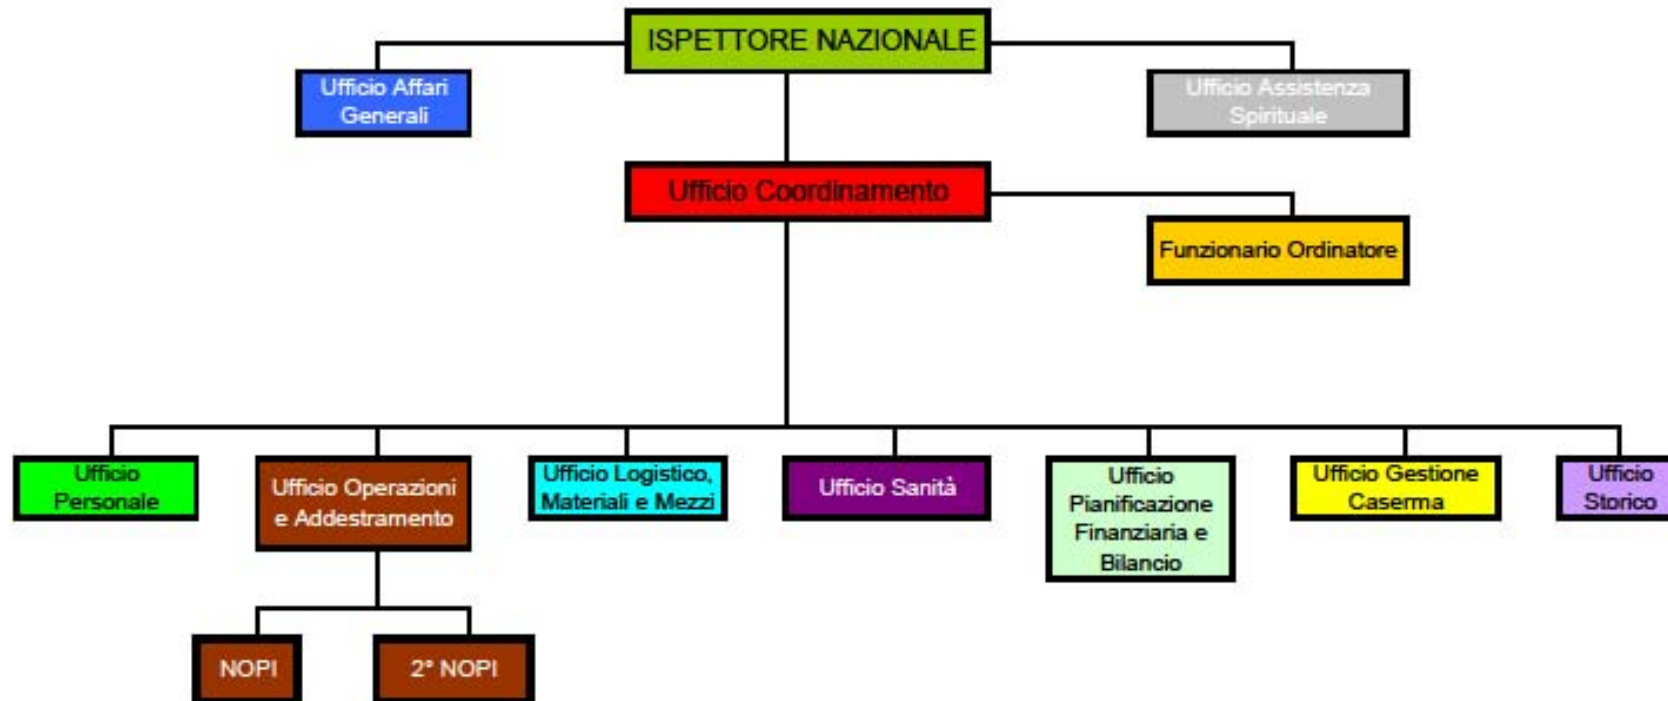 ISPETTORE NAZIONALE
Ufficio Affari
Generali
Ufficio Assistenza
Spirituale
Ufficio Coordinamento
Funzionario Ordinatore
Ufficio
Personale
Ufficio Operazioni
e Addestramento
Ufficio Logistico,
Materiali e Mezzi
Ufficio Sanità
Ufficio
Pianificazione
Finanziaria e
Bilancio
Ufficio Gestione
Caserma
Ufficio
Storico
NOPI
2° NOPI